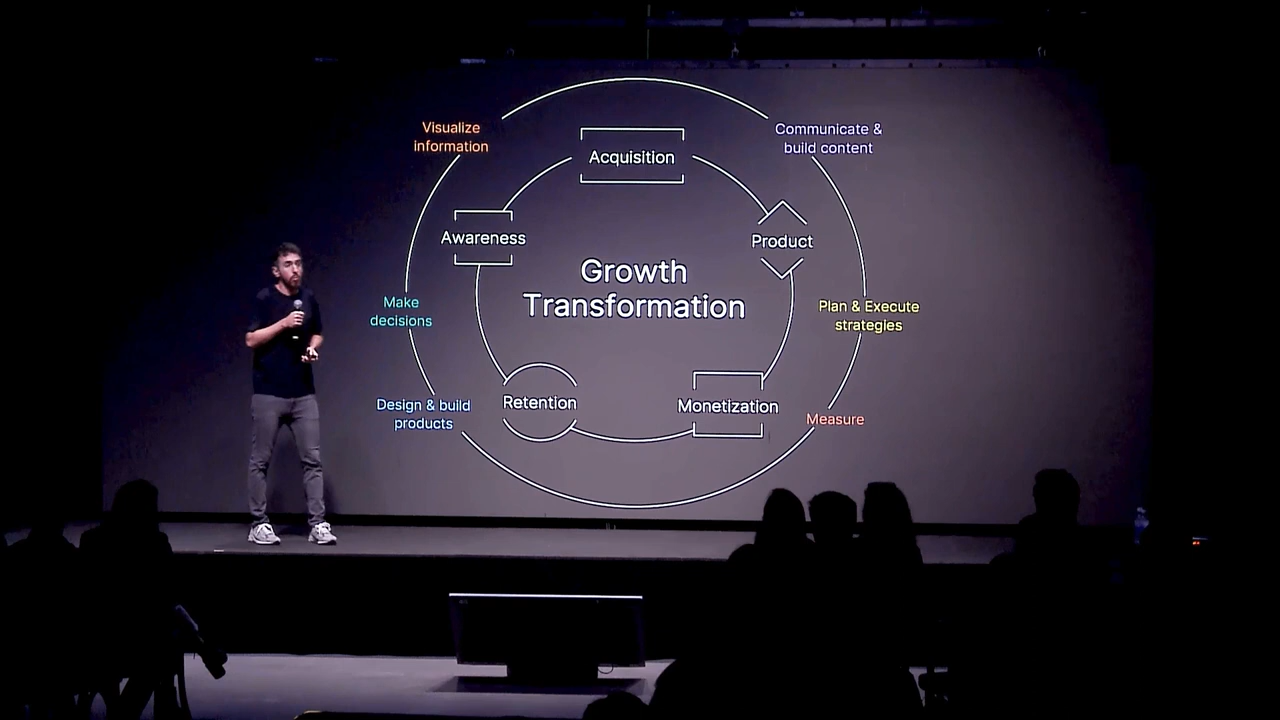 Visualize
information
Communicate &
build content
Acquisition
Awareness
Product
Growth
Transformation
Make
decisions
Plan & Execute
strategies
Design & build
products
Retention
Monetization
Measure